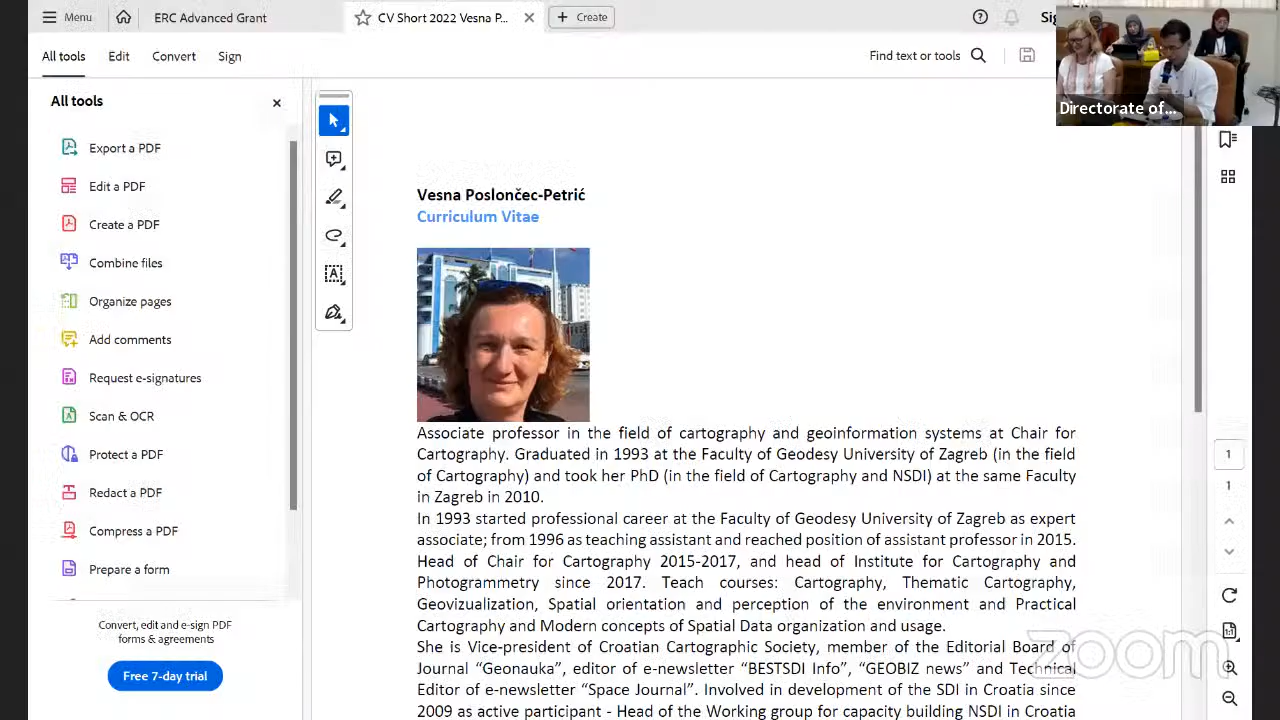 Menu
ERC Advanced Grant
CV Short 2022 Vesna P...
Create
All tools
Edit
Convert
Sign
Find text or tools
Directorate of...
All tools
Export a PDF
Edit a PDF
Create a PDF
Combine files
Organize pages
Add comments
Request e-signatures
Scan & OCR
Protect a PDF
Redact a PDF
Compress a PDF
Prepare a form
Convert, edit and e-sign PDF
forms & agreements
Free 7-day trial
Vesna Poslončec-Petrić
Curriculum Vitae
Associate professor in the field of cartography and geoinformation systems at Chair for
Cartography. Graduated in 1993 at the Faculty of Geodesy University of Zagreb (in the field
of Cartography) and took her PhD (in the field of Cartography and NSDI) at the same Faculty
in Zagreb in 2010.
In 1993 started professional career at the Faculty of Geodesy University of Zagreb as expert
associate; from 1996 as teaching assistant and reached position of assistant professor in 2015.
Head of Chair for Cartography 2015-2017, and head of Institute for Cartography and
Photogrammetry since 2017. Teach courses: Cartography, Thematic Cartography,
Geovizualization, Spatial orientation and perception of the environment and Practical
Cartography and Modern concepts of Spatial Data organization and usage.
She is Vice-president of Croatian Cartographic Society, member of the Editorial Board of
Journal “Geonauka”, editor of e-newsletter “BESTSDI Info”, “GEOBIZ news” and Technical
Editor of e-newsletter “Space Journal”. Involved in development of the SDI in Croatia since
2009 as active participant - Head of the Working group for capacity building NSDI in Croatia
1
1
zoom